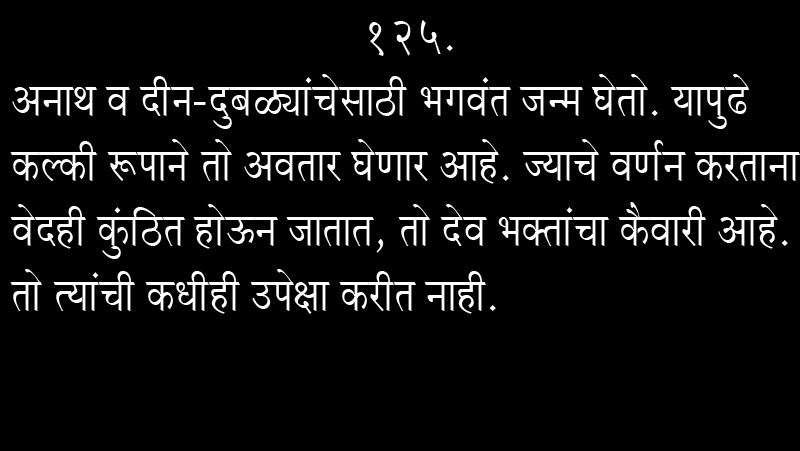 १२५.
अनाथ व दीन-दुबळ्यांचेसाठी भगवंत जन्म घेतो. यापुढे
कल्की रूपाने तो अवतार घेणार आहे. ज्याचे वर्णन करताना
वेदही कुंठित होऊन जातात, तो देव भक्तांचा कैवारी आहे.
तो त्यांची कधीही उपेक्षा करीत नाही.